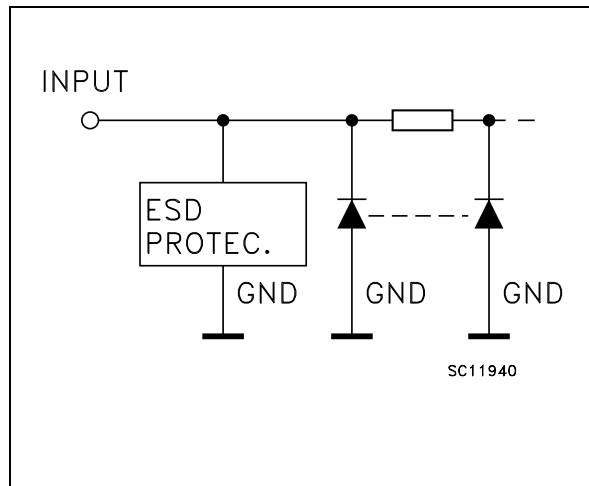 INPUT
ESD
PROTEC.
GND GND GND
SC11940